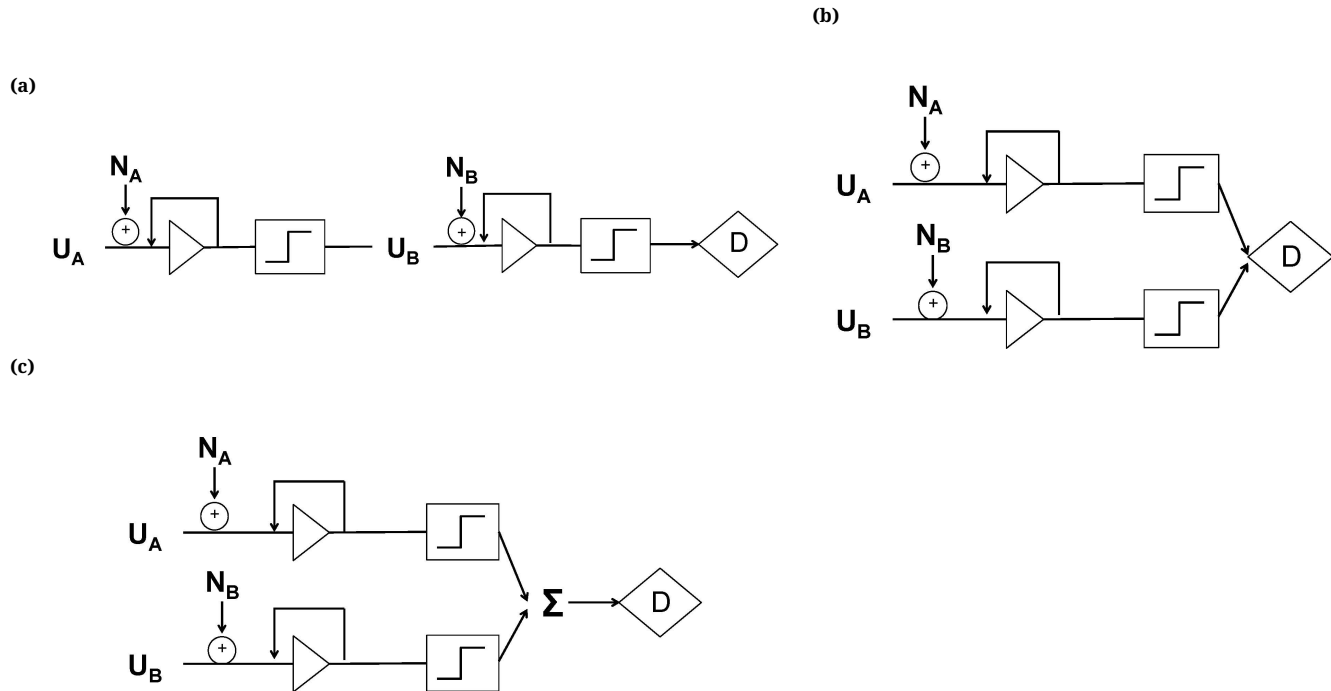 (a)
N_A
U_A
+
N_B
U_B
+
D
(b)
N_A
+
U_A
N_B
+
U_B
D
(c)
N_A
+
U_A
N_B
+
U_B
Σ
D